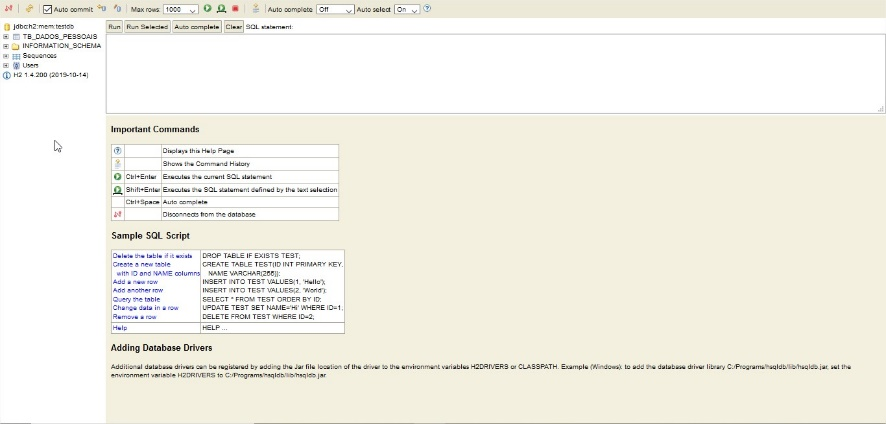 Auto commit Max rows: 1000 Auto complete Off Auto select On
jdbc:h2:mem:testdb
TB_DADOS_PESSOAIS
INFORMATION_SCHEMA
Sequences
Users
H2 1.4.200 (2019-10-14)
Run Run Selected Auto complete Clear SQL statement:
Important Commands
Displays this Help Page
Shows the Command History
Ctrl+Enter Executes the current SQL statement
Shift+Enter Executes the SQL statement defined by the text selection
Ctrl+Space Auto complete
Disconnects from the database
Sample SQL Script
Delete the table if it exists DROP TABLE IF EXISTS TEST;
Create a new table CREATE TABLE TEST(ID INT PRIMARY KEY,
with ID and NAME columns NAME VARCHAR(255));
Add a new row INSERT INTO TEST VALUES(1, 'Hello');
Add another row INSERT INTO TEST VALUES(2, 'World');
Query the table SELECT * FROM TEST ORDER BY ID;
Change data in a row UPDATE TEST SET NAME='Hi' WHERE ID=1;
Remove a row DELETE FROM TEST WHERE ID=2;
Help HELP ...
Adding Database Drivers
Additional database drivers can be registered by adding the Jar file location of the driver to the environment variables H2DRIVERS or CLASSPATH. Example (Windows): to add the database driver library C:/Programs/hsqldb/lib/hsqldb.jar, set the
environment variable H2DRIVERS to C:/Programs/hsqldb/lib/hsqldb.jar.